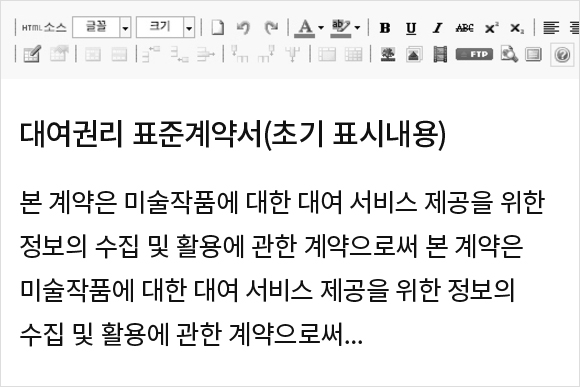 HTML 소스 글꼴 크기 A ab B U I ABC x² x₂
FTP
대여권리 표준계약서(초기 표시내용)
본 계약은 미술작품에 대한 대여 서비스 제공을 위한
정보의 수집 및 활용에 관한 계약으로써 본 계약은
미술작품에 대한 대여 서비스 제공을 위한 정보의
수집 및 활용에 관한 계약으로써...